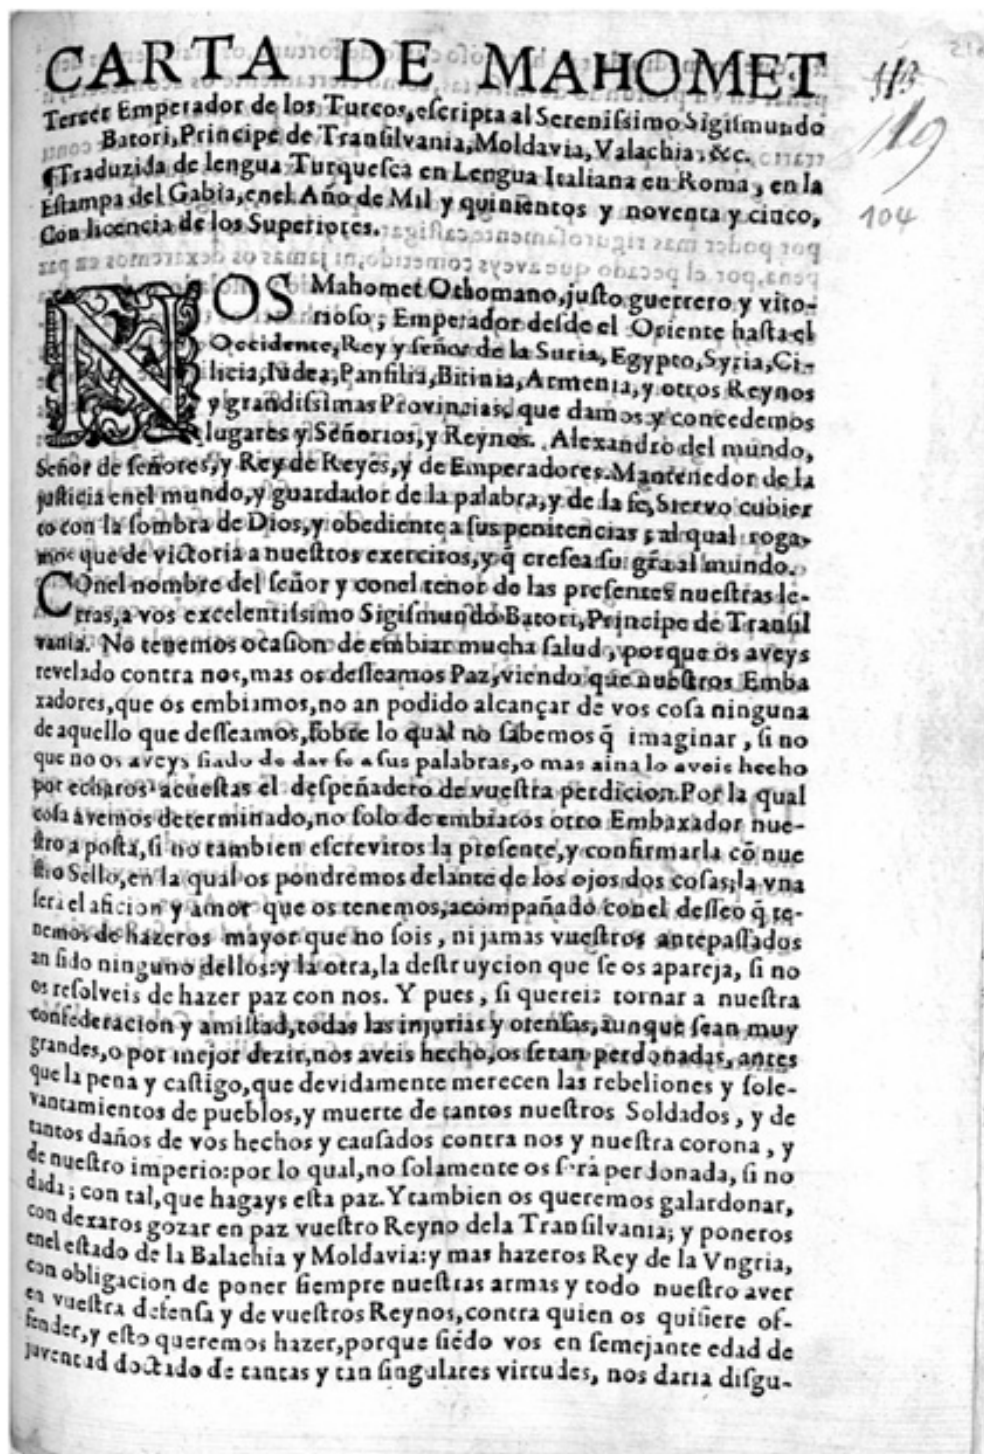 CARTA DE MAHOMET
Tercer Emperador de los Turcos, escripta al Serenissimo Sigismundo
Batori, Principe de Transilvania, Moldavia, Valachia, &c.
¶Traduzida de lengua Turquesca en Lengua Italiana en Roma, en la
Estampa del Gabia, enel Año de Mil y quinientos y noventa y cinco,
Con licencia de los Superiores.
113
119
104
NOS Mahomet Othomano, justo guerrero y vito-
rioso; Emperador desde el Oriente hasta el
Occidente, Rey y señor de la Suria, Egypto, Syria, Ci-
ilicia, Iudea, Panfilia, Bitinia, Armenia, y otros Reynos
y grandissimas Provincias, que damos y concedemos
lugares y Señorios, y Reynos. Alexandro del mundo,
Señor de señores, y Rey de Reyes, y de Emperadores. Mantenedor de la
justicia enel mundo, y guardador de la palabra, y de la fe, Siervo cubier
to con la sombra de Dios, y obediente a sus penitencias, al qual roga-
mos que de victoria a nuestros exercitos, y q̃ cresca su gr̃a al mundo.
COnel nombre del señor y conel tenor de las presentes nuestras le-
tras, a vos excelentissimo Sigismundo Batori, Principe de Transil
vania. No tenemos ocasion de embiar mucha salud, porque os aveys
revelado contra nos, mas os desseamos Paz, viendo que nuestros Emba
xadores, que os embiamos, no an podido alcançar de vos cosa ninguna
de aquello que desseamos, sobre lo qual no sabemos q̃ imaginar, si no
que no os aveys fiado de dar fe a sus palabras, o mas aina lo aveis hecho
por echaros acuestas el despeñadero de vuestra perdicion. Por la qual
cosa avemos determinado, no solo de embiaros otro Embaxador nue-
stro a posta, si no tambien escreviros la presente, y confirmarla cõ nue
stro Sello, en la qual os pondremos delante de los ojos dos cosas; la vna
sera el aficion y amor que os tenemos, acompañado conel desseo q̃ te-
nemos de hazeros mayor que no sois, ni jamas vuestros antepassados
an sido ninguno dellos: y la otra, la destruycion que se os apareja, si no
os resolveis de hazer paz con nos. Y pues, si quereis tornar a nuestra
confederacion y amistad, todas las injurias y ofensas, aunque sean muy
grandes, o por mejor dezir, nos aveis hecho, os seran perdonadas, antes
que la pena y castigo, que devidamente merecen las rebeliones y sole-
vantamientos de pueblos, y muerte de tantos nuestros Soldados, y de
tantos daños de vos hechos y causados contra nos y nuestra corona, y
de nuestro imperio: por lo qual, no solamente os sera perdonada, si no
dada; con tal, que hagays esta paz. Y tambien os queremos galardonar,
con dexaros gozar en paz vuestro Reyno dela Transilvania; y poneros
enel estado de la Balachia y Moldavia: y mas hazeros Rey de la Vngria,
con obligacion de poner siempre nuestras armas y todo nuestro aver
en vuestra defensa y de vuestros Reynos, contra quien os quisiere of-
fender, y esto queremos hazer, porque siẽdo vos en semejante edad de
juventad doctado de tantas y tan singulares virtudes, nos daria disgu-